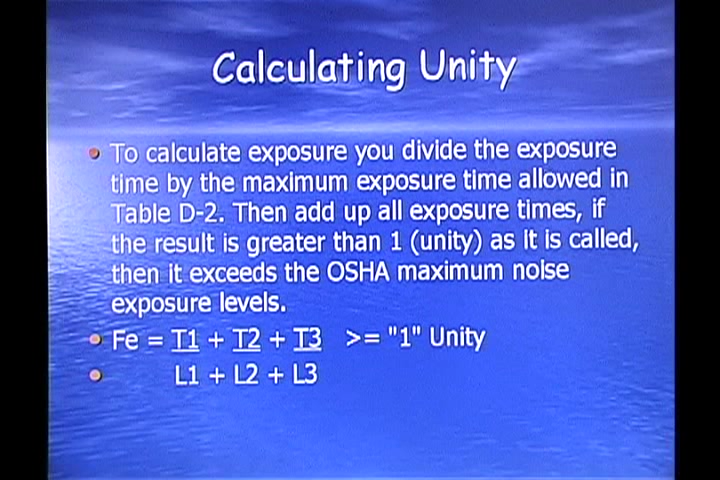 Calculating Unity
To calculate exposure you divide the exposure
time by the maximum exposure time allowed in
Table D-2. Then add up all exposure times, if
the result is greater than 1 (unity) as it is called,
then it exceeds the OSHA maximum noise
exposure levels.
Fe = T1 + T2 + T3 >= "1" Unity
L1 + L2 + L3